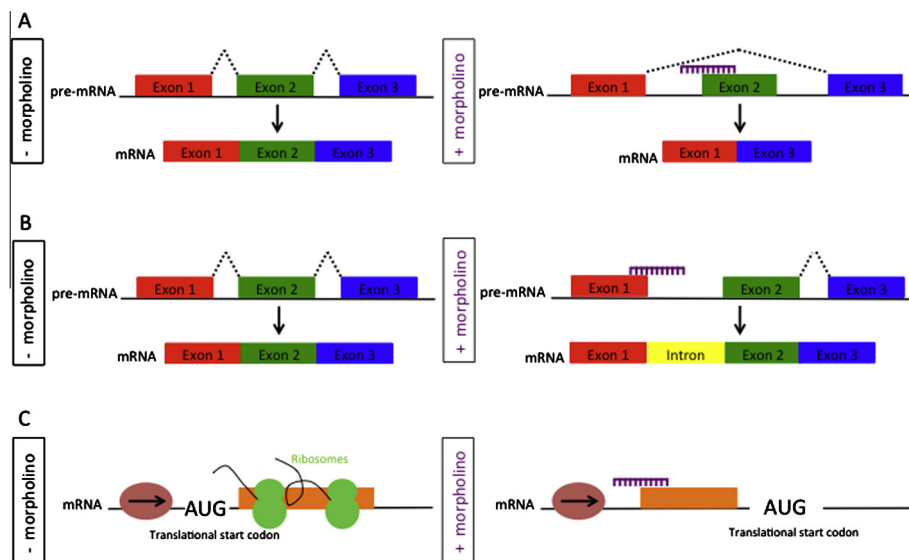 A
- morpholino
pre-mRNA Exon 1 Exon 2 Exon 3
mRNA Exon 1 Exon 2 Exon 3
+ morpholino
pre-mRNA Exon 1 Exon 2 Exon 3
mRNA Exon 1 Exon 3
B
- morpholino
pre-mRNA Exon 1 Exon 2 Exon 3
mRNA Exon 1 Exon 2 Exon 3
+ morpholino
pre-mRNA Exon 1 Exon 2 Exon 3
mRNA Exon 1 Intron Exon 2 Exon 3
C
- morpholino
Ribosomes
mRNA AUG
Translational start codon
+ morpholino
mRNA AUG
Translational start codon